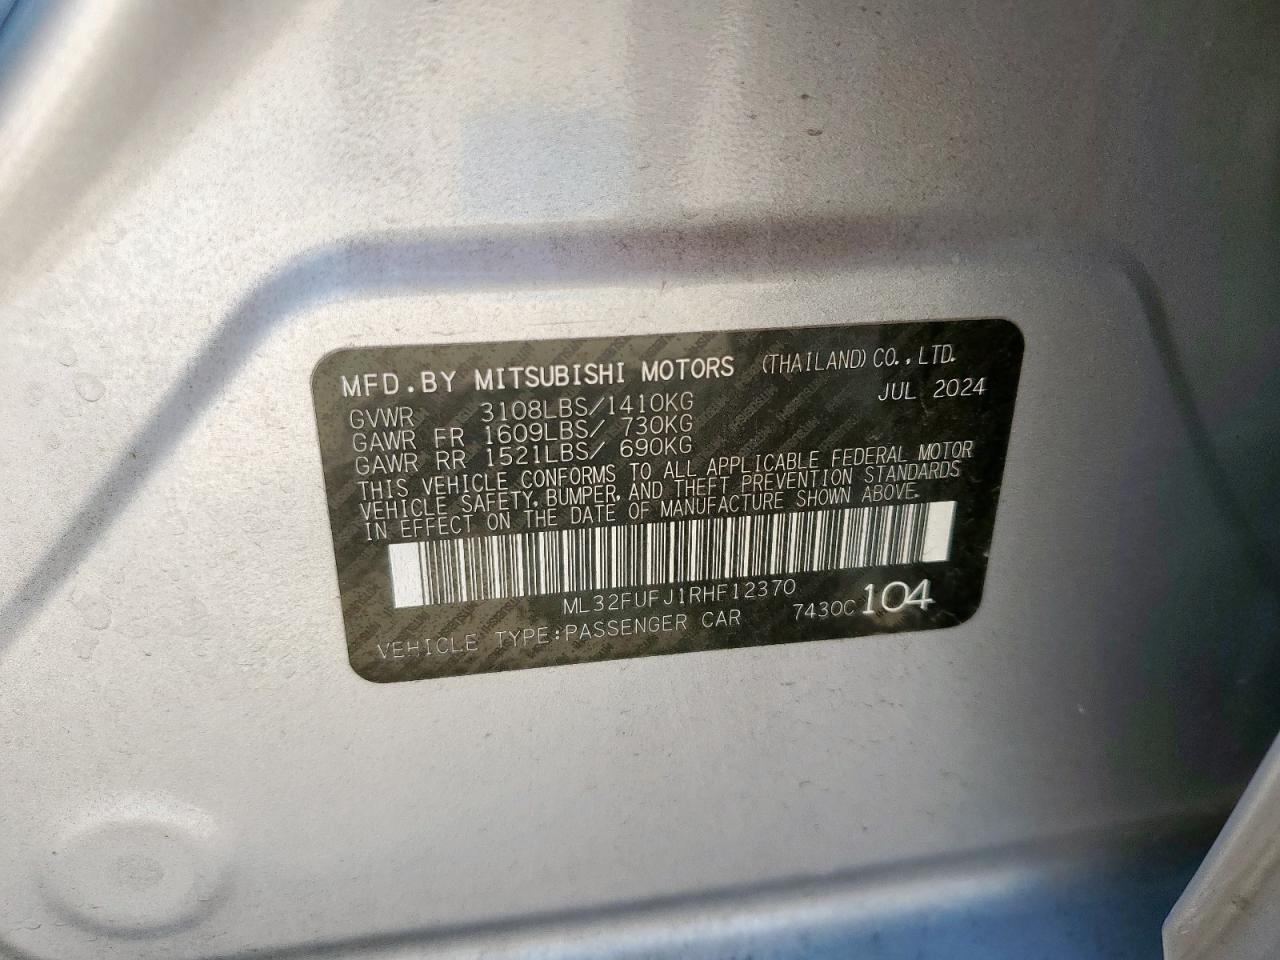 MFD.BY MITSUBISHI MOTORS (THAILAND)CO.,LTD.
JUL 2024
GVWR 3108LBS/1410KG
GAWR FR 1609LBS/ 730KG
GAWR RR 1521LBS/ 690KG
THIS VEHICLE CONFORMS TO ALL APPLICABLE FEDERAL MOTOR
VEHICLE SAFETY, BUMPER, AND THEFT PREVENTION STANDARDS
IN EFFECT ON THE DATE OF MANUFACTURE SHOWN ABOVE.
ML32FUFJ1RHF12370
VEHICLE TYPE:PASSENGER CAR 7430C 104